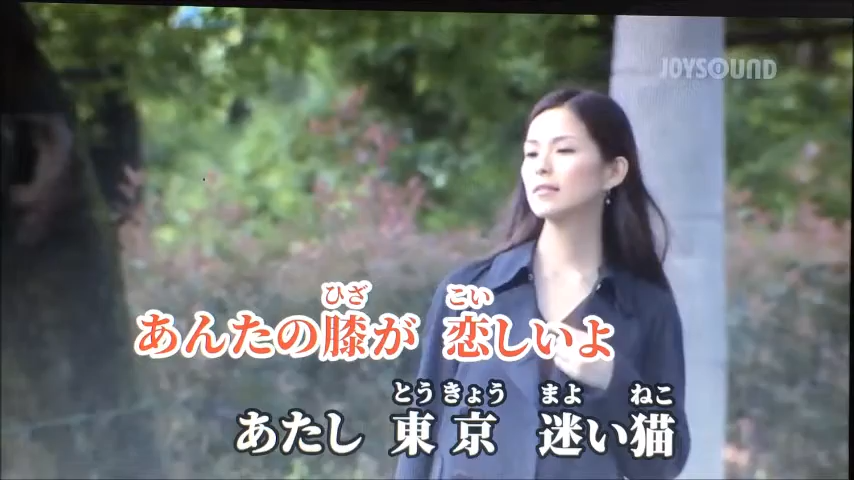 JOYSOUND
ひざ こい
あんたの膝が 恋しいよ
とうきょう まよ ねこ
あたし 東京 迷い猫